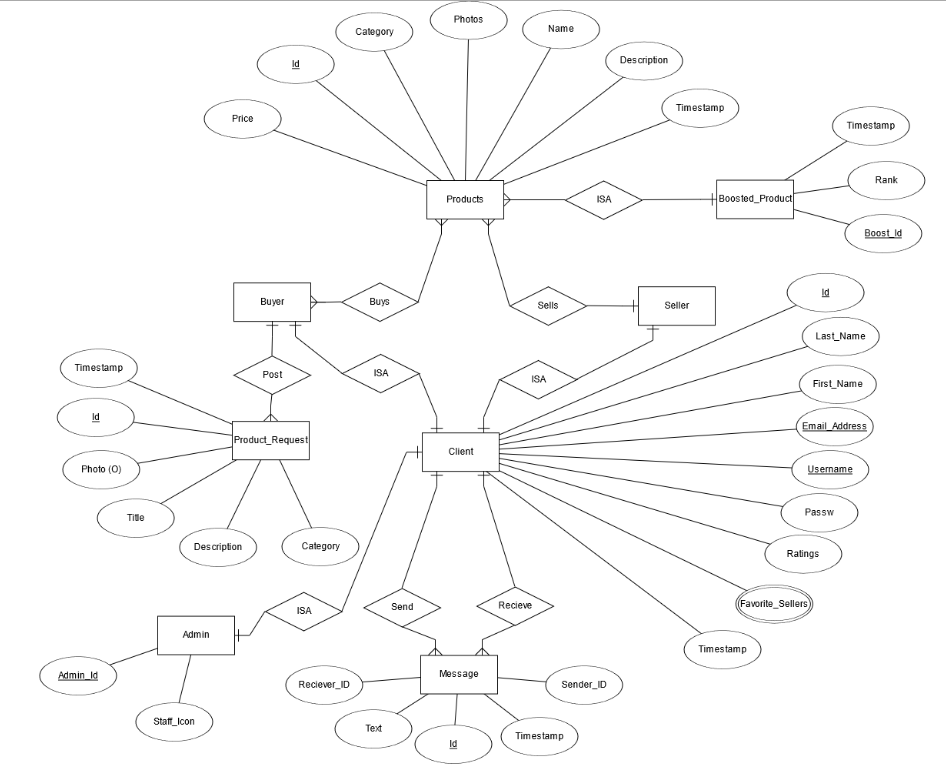 Photos
Category
Name
Id
Description
Timestamp
Price
Timestamp
Rank
Boost_Id
Products
ISA
Boosted_Product
Buyer
Buys
Sells
Seller
Id
Last_Name
First_Name
Email_Address
Username
Passw
Ratings
Favorite_Sellers
Timestamp
Post
ISA
ISA
Timestamp
Id
Photo (O)
Title
Description
Category
Product_Request
Client
ISA
Send
Recieve
Admin
Admin_Id
Staff_Icon
Message
Reciever_ID
Sender_ID
Text
Id
Timestamp